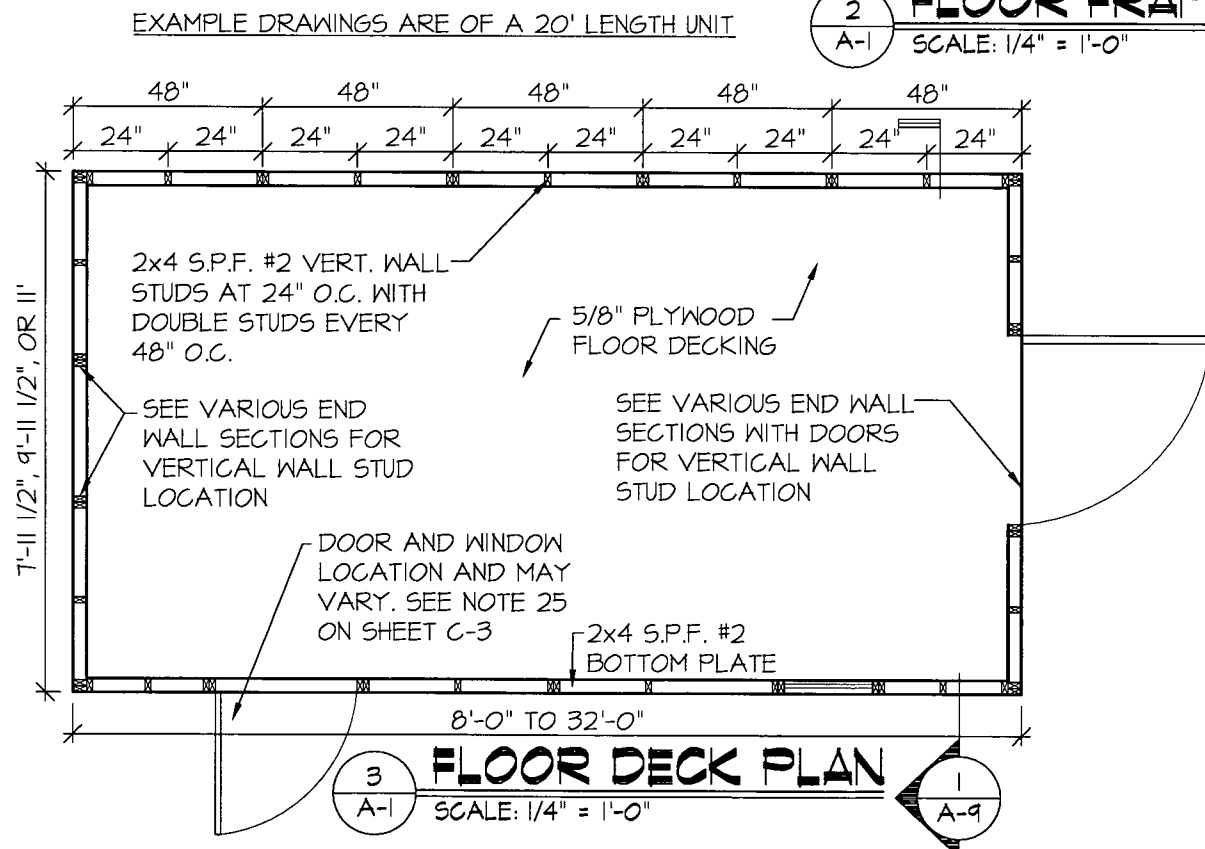 EXAMPLE DRAWINGS ARE OF A 20' LENGTH UNIT
2
A-1
SCALE: 1/4" = 1'-0"
48" 48" 48" 48" 48"
24" 24" 24" 24" 24" 24" 24" 24" 24" 24"
7'-11 1/2", 9'-11 1/2", OR 11'
2x4 S.P.F. #2 VERT. WALL
STUDS AT 24" O.C. WITH
DOUBLE STUDS EVERY
48" O.C.
5/8" PLYWOOD
FLOOR DECKING
SEE VARIOUS END
WALL SECTIONS FOR
VERTICAL WALL STUD
LOCATION
SEE VARIOUS END WALL
SECTIONS WITH DOORS
FOR VERTICAL WALL
STUD LOCATION
DOOR AND WINDOW
LOCATION AND MAY
VARY. SEE NOTE 25
ON SHEET C-3
2x4 S.P.F. #2
BOTTOM PLATE
8'-0" TO 32'-0"
3
A-1
FLOOR DECK PLAN
SCALE: 1/4" = 1'-0"
1
A-9